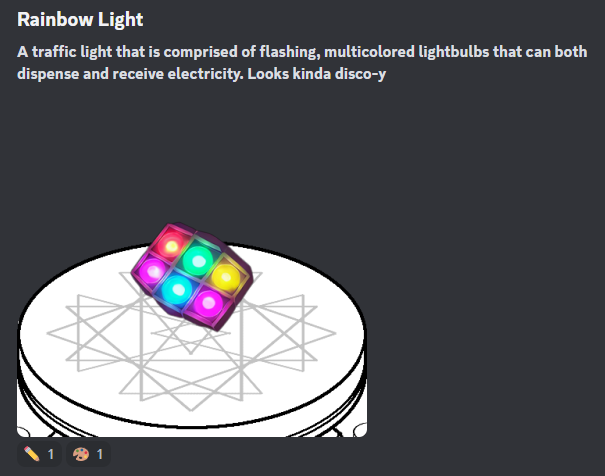 Rainbow Light
A traffic light that is comprised of flashing, multicolored lightbulbs that can both
dispense and receive electricity. Looks kinda disco-y
1 1